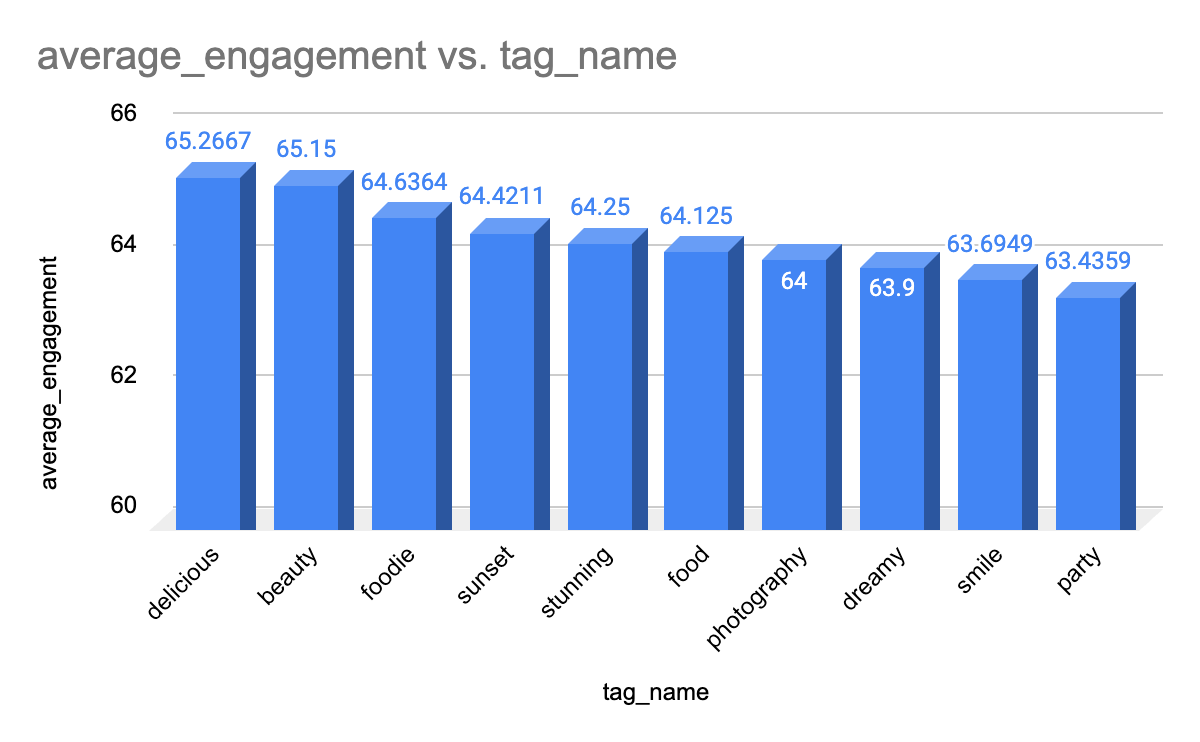 average_engagement vs. tag_name
66
64
62
60
average_engagement
65.2667
65.15
64.6364
64.4211
64.25
64.125
64
63.9
63.6949
63.4359
delicious
beauty
foodie
sunset
stunning
food
photography
dreamy
smile
party
tag_name